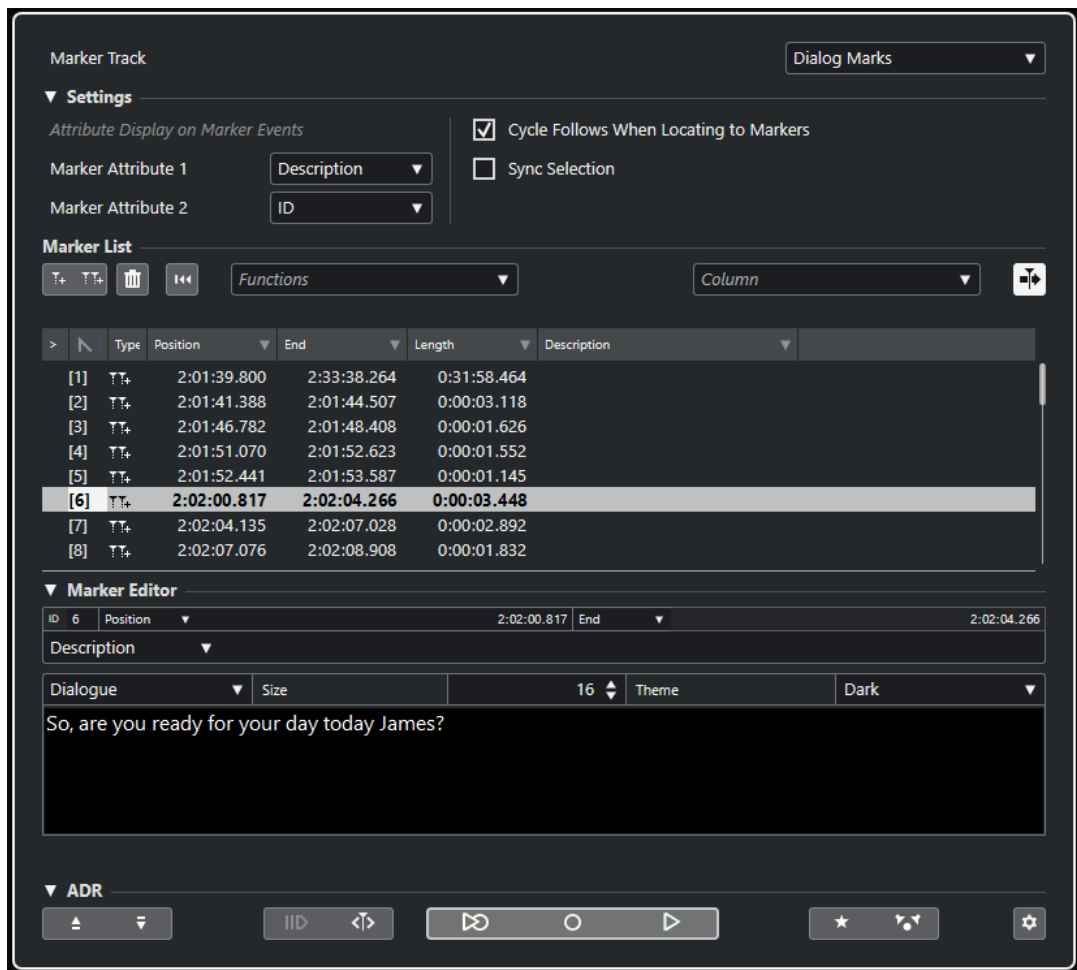 Marker Track Dialog Marks
Settings
Attribute Display on Marker Events
Cycle Follows When Locating to Markers
Marker Attribute 1 Description
Sync Selection
Marker Attribute 2 ID
Marker List
Functions Column
> Type Position End Length Description
[1] 2:01:39.800 2:33:38.264 0:31:58.464
[2] 2:01:41.388 2:01:44.507 0:00:03.118
[3] 2:01:46.782 2:01:48.408 0:00:01.626
[4] 2:01:51.070 2:01:52.623 0:00:01.552
[5] 2:01:52.441 2:01:53.587 0:00:01.145
[6] 2:02:00.817 2:02:04.266 0:00:03.448
[7] 2:02:04.135 2:02:07.028 0:00:02.892
[8] 2:02:07.076 2:02:08.908 0:00:01.832
Marker Editor
ID 6 Position 2:02:00.817 End 2:02:04.266
Description
Dialogue Size 16 Theme Dark
So, are you ready for your day today James?
ADR